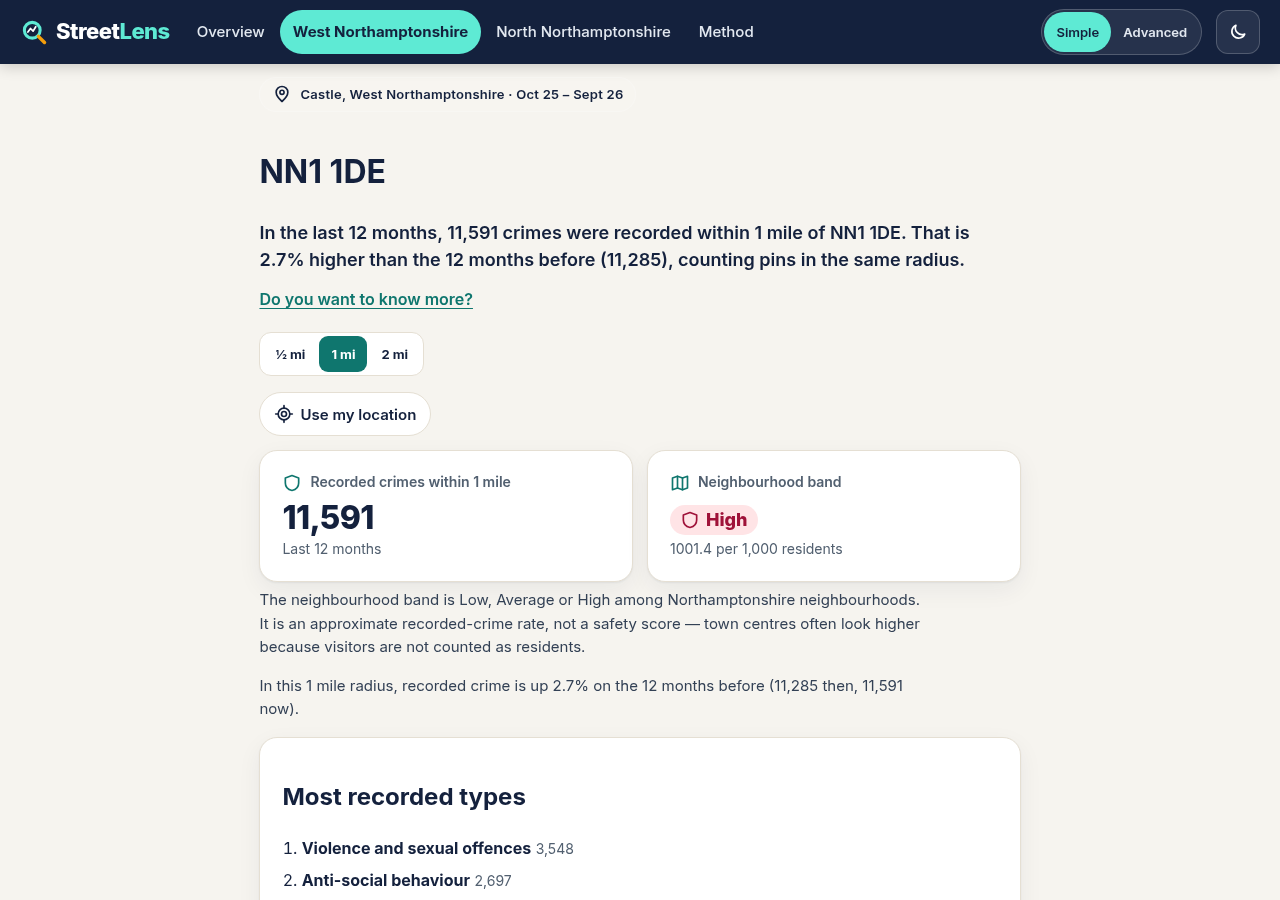 StreetLens
Overview
West Northamptonshire
North Northamptonshire
Method
Simple
Advanced
Castle, West Northamptonshire · Oct 25 – Sept 26
NN1 1DE
In the last 12 months, 11,591 crimes were recorded within 1 mile of NN1 1DE. That is
2.7% higher than the 12 months before (11,285), counting pins in the same radius.
Do you want to know more?
½ mi
1 mi
2 mi
Use my location
Recorded crimes within 1 mile
11,591
Last 12 months
Neighbourhood band
High
1001.4 per 1,000 residents
The neighbourhood band is Low, Average or High among Northamptonshire neighbourhoods.
It is an approximate recorded-crime rate, not a safety score — town centres often look higher
because visitors are not counted as residents.
In this 1 mile radius, recorded crime is up 2.7% on the 12 months before (11,285 then, 11,591
now).
Most recorded types
1. Violence and sexual offences 3,548
2. Anti-social behaviour 2,697